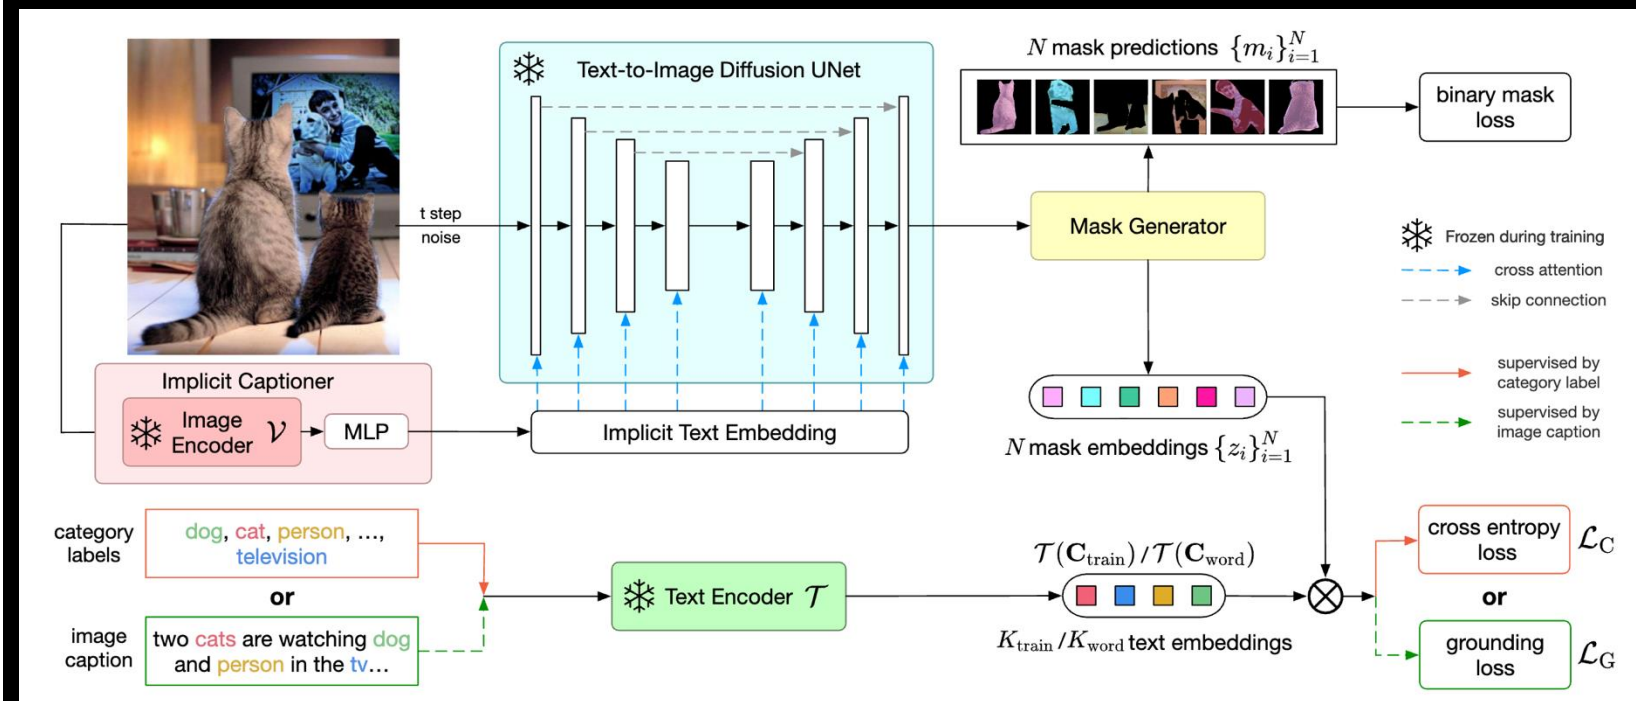 Text-to-Image Diffusion UNet
t step
noise
N mask predictions {m_i}_{i=1}^N
binary mask
loss
Mask Generator
Frozen during training
cross attention
skip connection
supervised by
category label
supervised by
image caption
Implicit Captioner
Image
Encoder 𝒱
MLP
Implicit Text Embedding
N mask embeddings {z_i}_{i=1}^N
category
labels
dog, cat, person, ...,
television
or
image
caption
two cats are watching dog
and person in the tv...
Text Encoder 𝒯
𝒯(C_train) / 𝒯(C_word)
K_train / K_word text embeddings
cross entropy
loss
ℒ_C
or
grounding
loss
ℒ_G